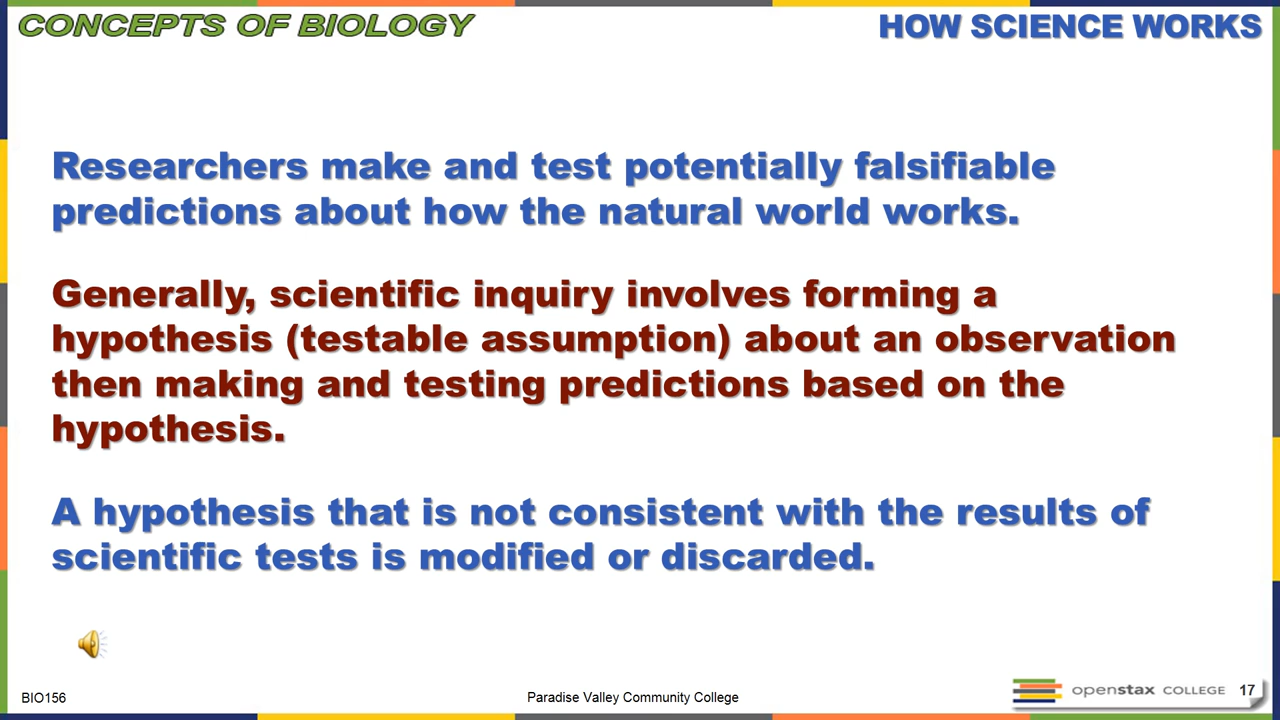 CONCEPTS OF BIOLOGY
HOW SCIENCE WORKS
Researchers make and test potentially falsifiable
predictions about how the natural world works.
Generally, scientific inquiry involves forming a
hypothesis (testable assumption) about an observation
then making and testing predictions based on the
hypothesis.
A hypothesis that is not consistent with the results of
scientific tests is modified or discarded.
BIO156
Paradise Valley Community College
openstax COLLEGE
17